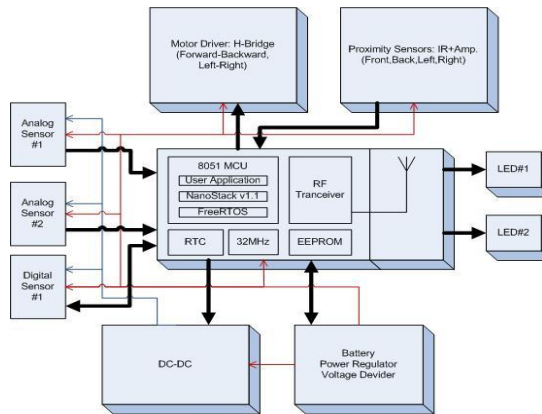 Motor Driver: H-Bridge
(Forward-Backward,
Left-Right)
Proximity Sensors: IR+Amp.
(Front,Back,Left,Right)
Analog
Sensor
#1
8051 MCU
User Application
NanoStack v1.1
FreeRTOS
RF
Tranceiver
LED#1
Analog
Sensor
#2
LED#2
RTC
32MHz
EEPROM
Digital
Sensor
#1
DC-DC
Battery
Power Regulator
Voltage Devider